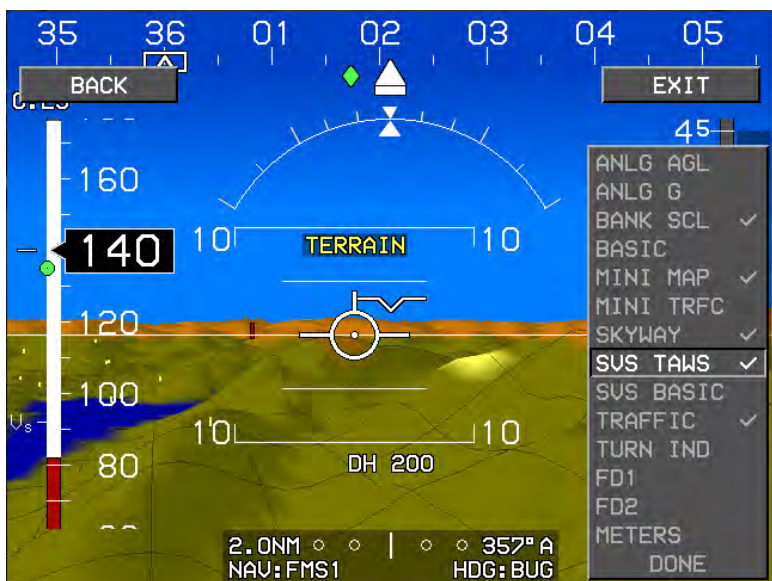 35 36 01 02 03 04 05
BACK
EXIT
45
160
140
120
100
80
Vs
10 10
TERRAIN
10 10
DH 200
2.0NM 357° A
NAV:FMS1 HDG:BUG
ANLG AGL
ANLG G
BANK SCL ✓
BASIC
MINI MAP ✓
MINI TRFC
SKYWAY ✓
SVS TAWS ✓
SVS BASIC
TRAFFIC ✓
TURN IND
FD1
FD2
METERS
DONE